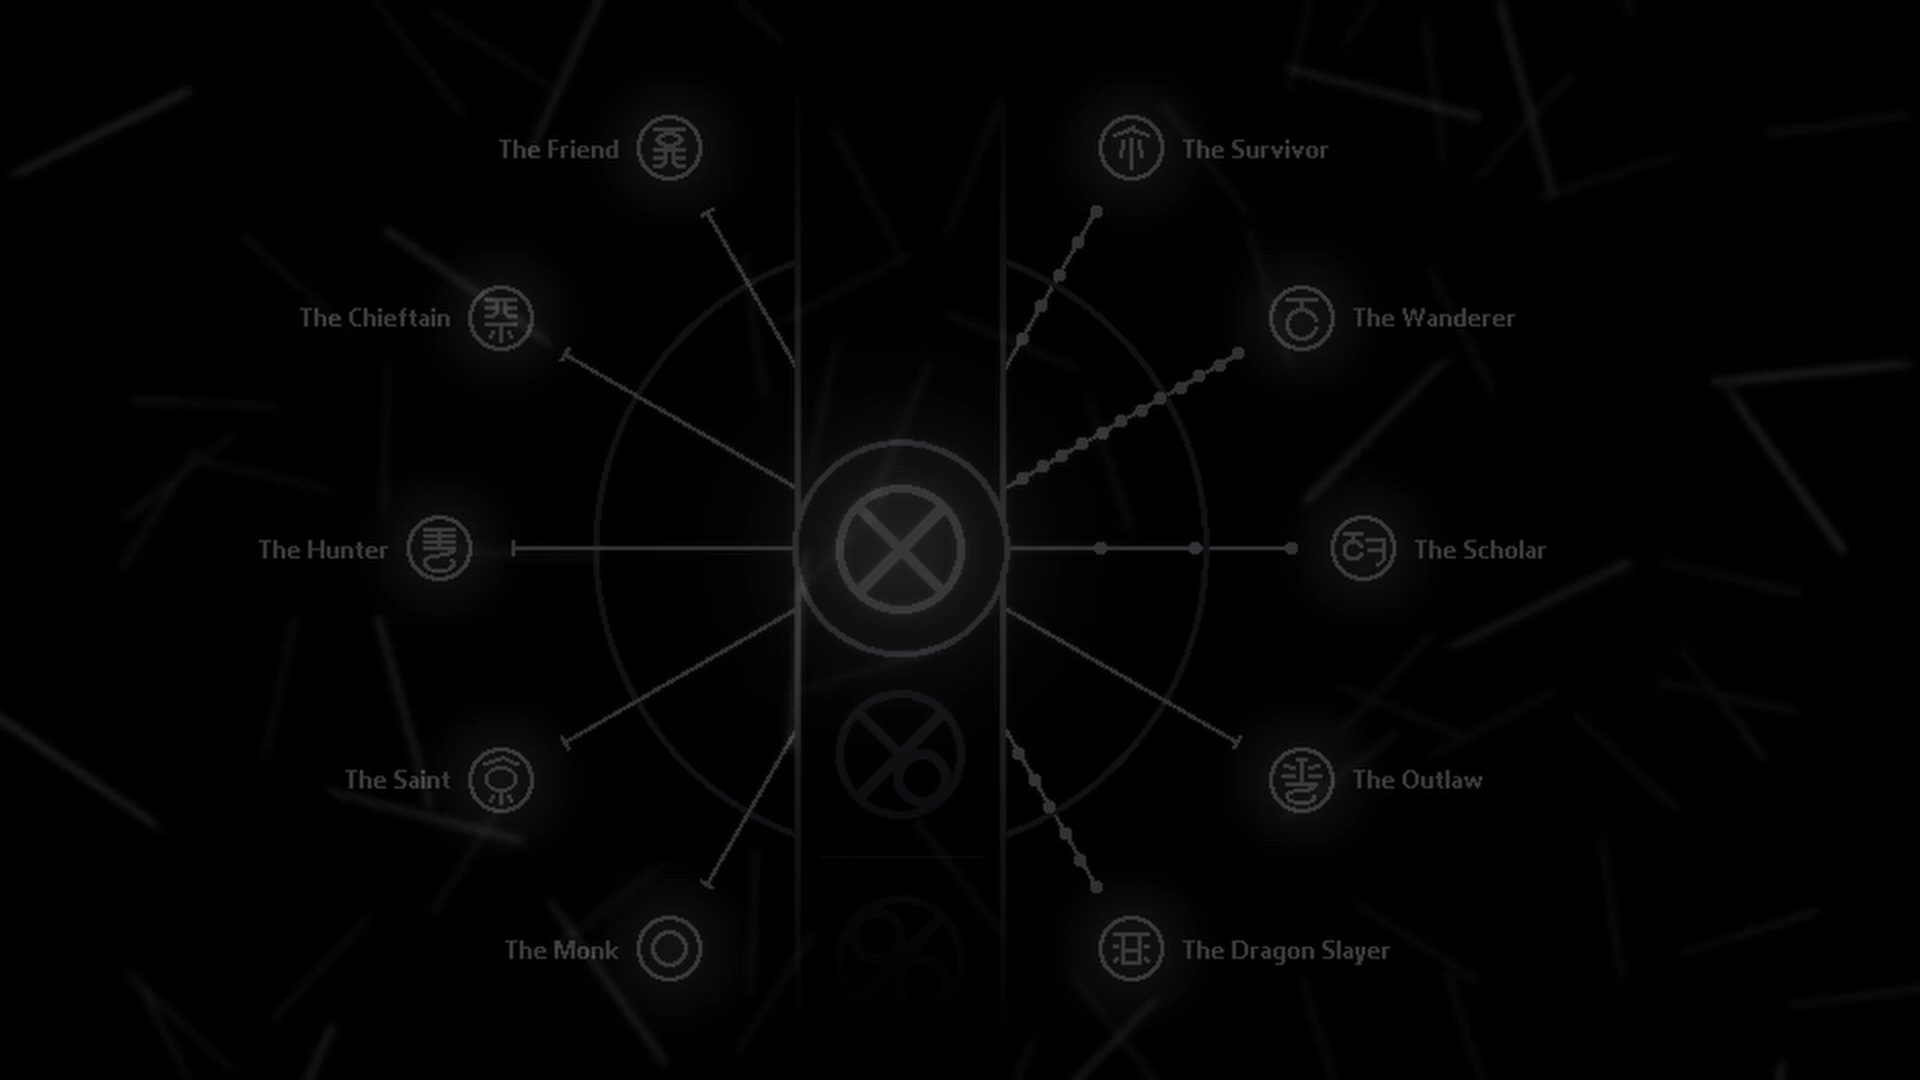 The Friend
The Survivor
The Chieftain
The Wanderer
The Hunter
The Scholar
The Saint
The Outlaw
The Monk
The Dragon Slayer